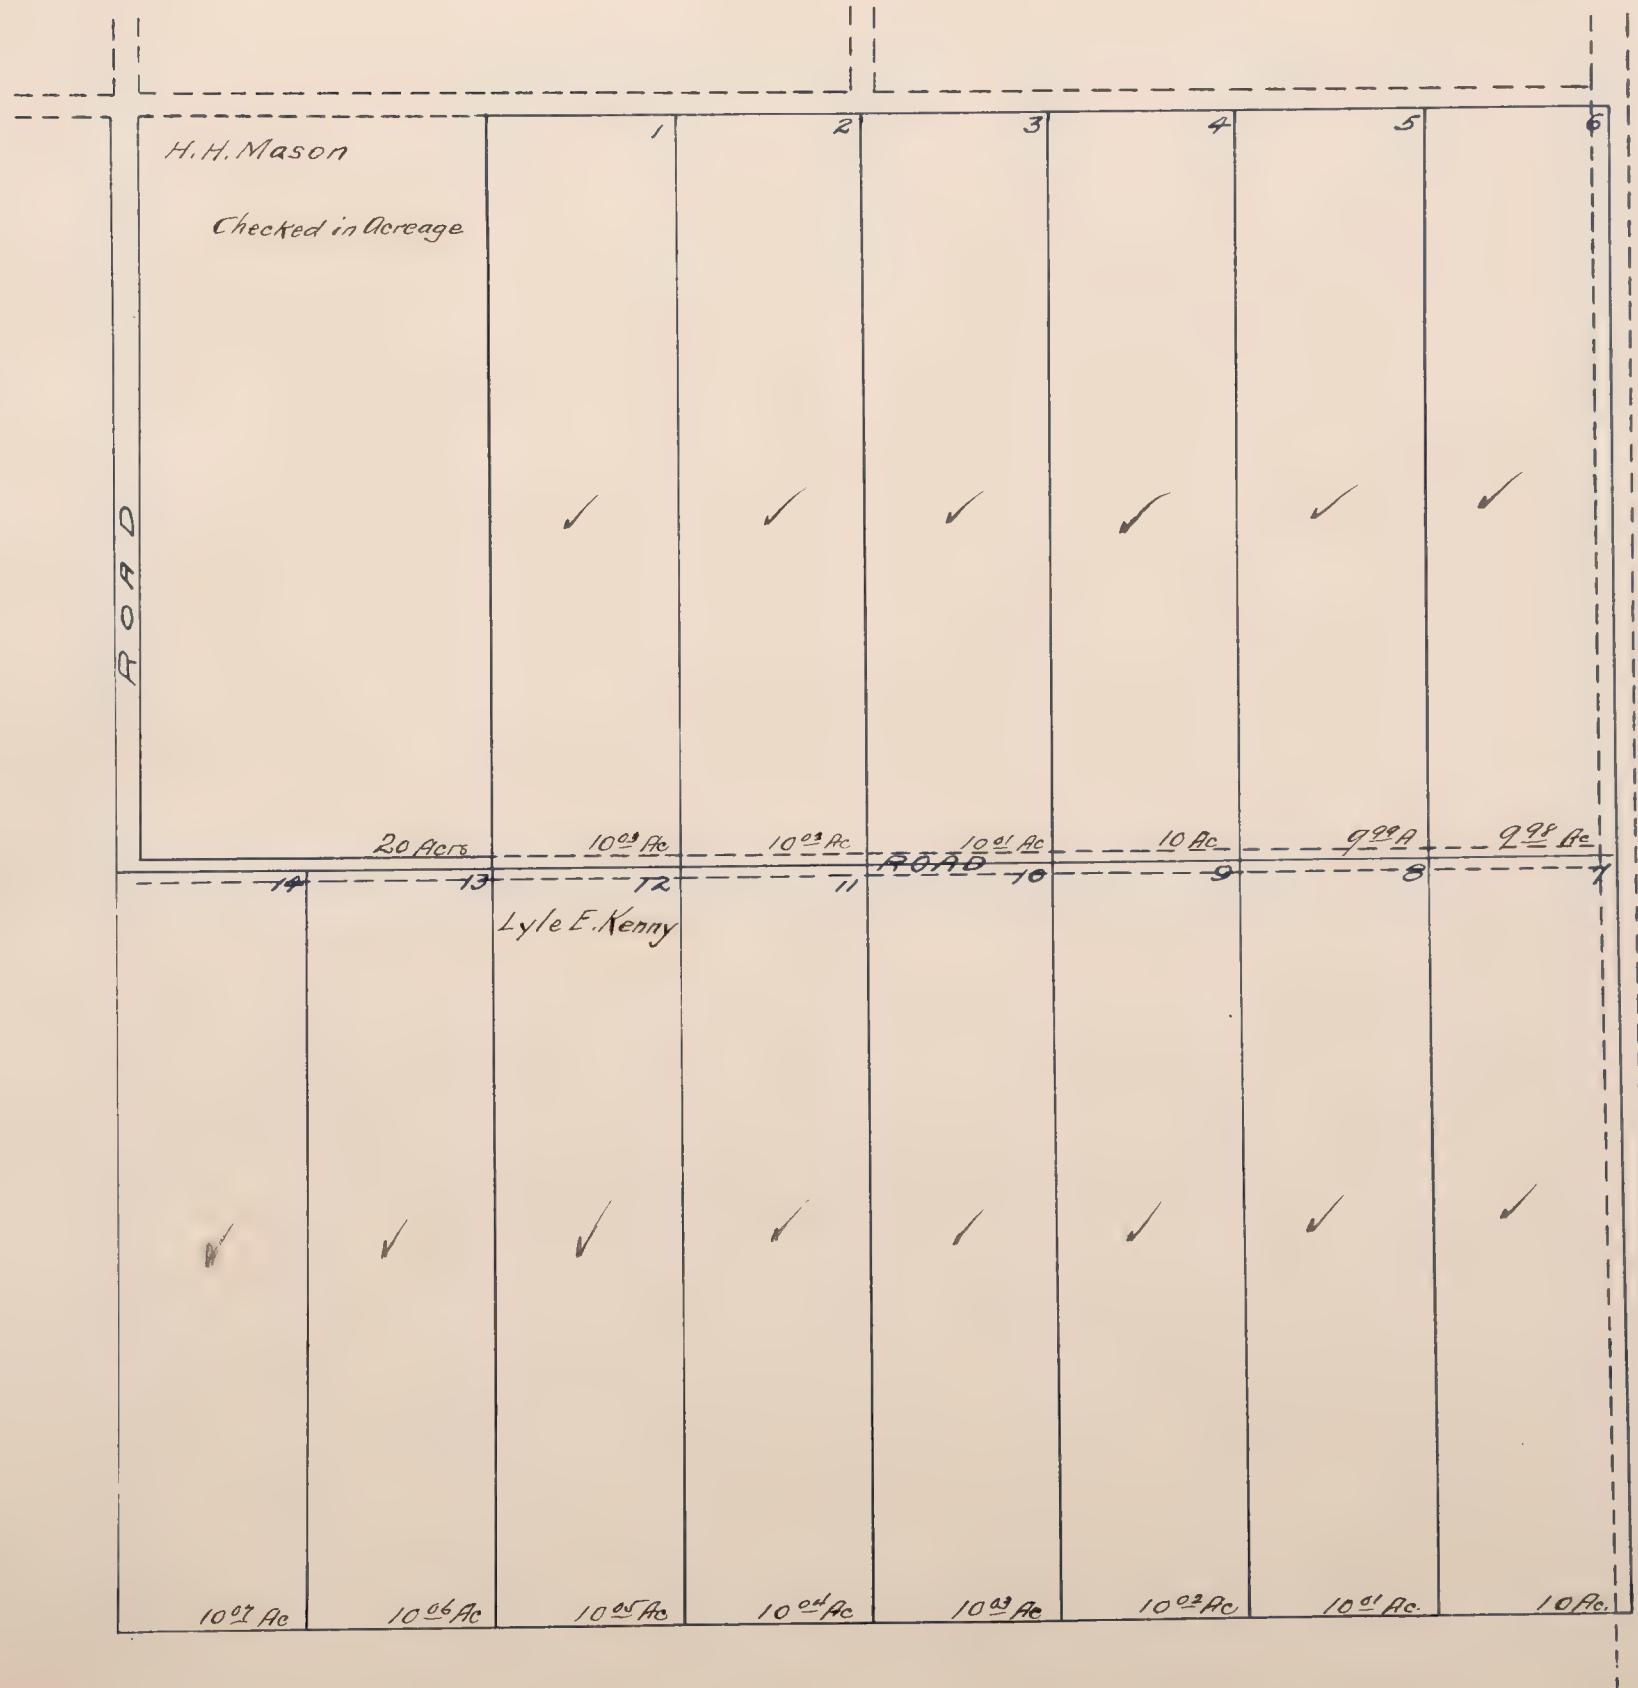 1 2 3 4 5 6
H.H. Mason
Checked in Acreage
ROAD
20 Acrs 10 03 Ac 10 02 Ac 10 01 Ac 10 Ac 9 99 A 9 98 Ac
ROAD
14 13 12 11 10 9 8 7
Lyle E. Kenny
10 07 Ac 10 06 Ac 10 05 Ac 10 04 Ac 10 03 Ac 10 02 Ac 10 01 Ac. 10 Ac.